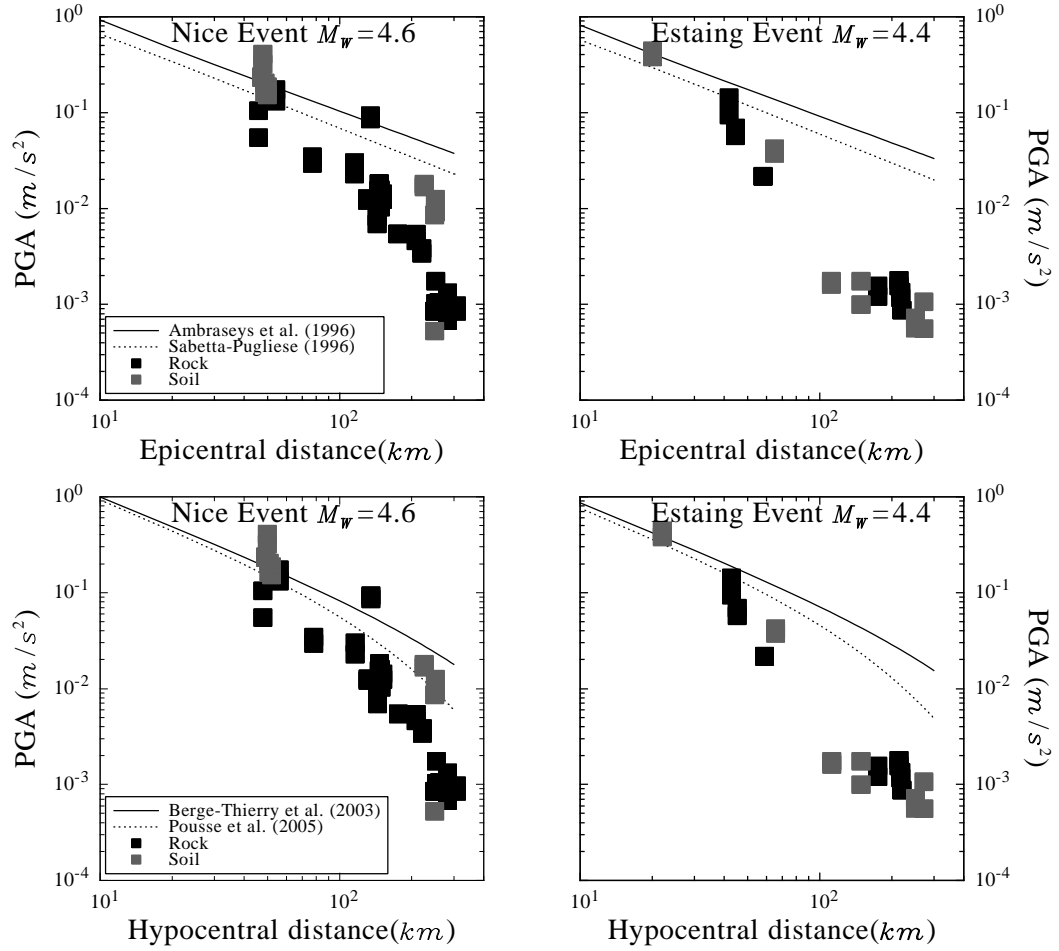 Nice Event M_W=4.6
10^0
10^-1
10^-2
10^-3
10^-4
PGA (m/s^2)
Ambraseys et al. (1996)
Sabetta-Pugliese (1996)
Rock
Soil
10^1
10^2
Epicentral distance(km)
Estaing Event M_W=4.4
10^0
10^-1
10^-2
10^-3
10^-4
PGA (m/s^2)
10^1
10^2
Epicentral distance(km)
Nice Event M_W=4.6
10^0
10^-1
10^-2
10^-3
10^-4
PGA (m/s^2)
Berge-Thierry et al. (2003)
Pousse et al. (2005)
Rock
Soil
10^1
10^2
Hypocentral distance(km)
Estaing Event M_W=4.4
10^0
10^-1
10^-2
10^-3
10^-4
PGA (m/s^2)
10^1
10^2
Hypocentral distance(km)